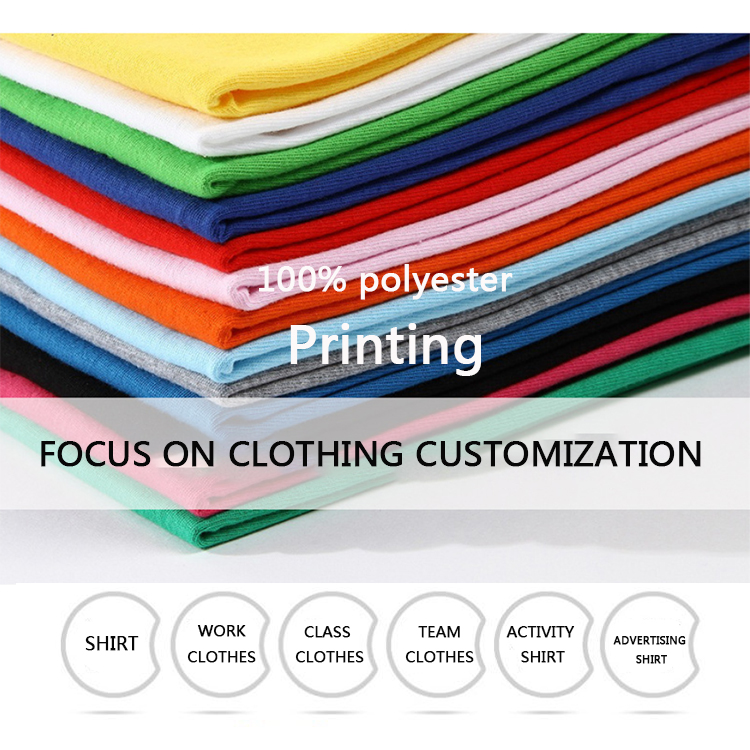 100% polyester
Printing
FOCUS ON CLOTHING CUSTOMIZATION
SHIRT
WORK
CLOTHES
CLASS
CLOTHES
TEAM
CLOTHES
ACTIVITY
SHIRT
ADVERTISING
SHIRT